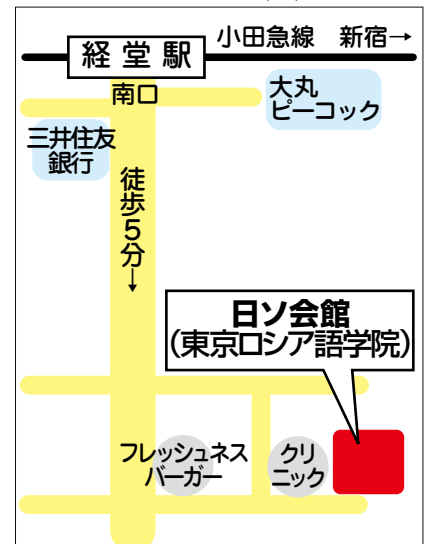 小田急線　新宿→
経堂駅
南口
大丸
ピーコック
三井住友
銀行
徒歩5分→
日ソ会館
(東京ロシア語学院)
フレッシュネス
バーガー
クリ
ニック